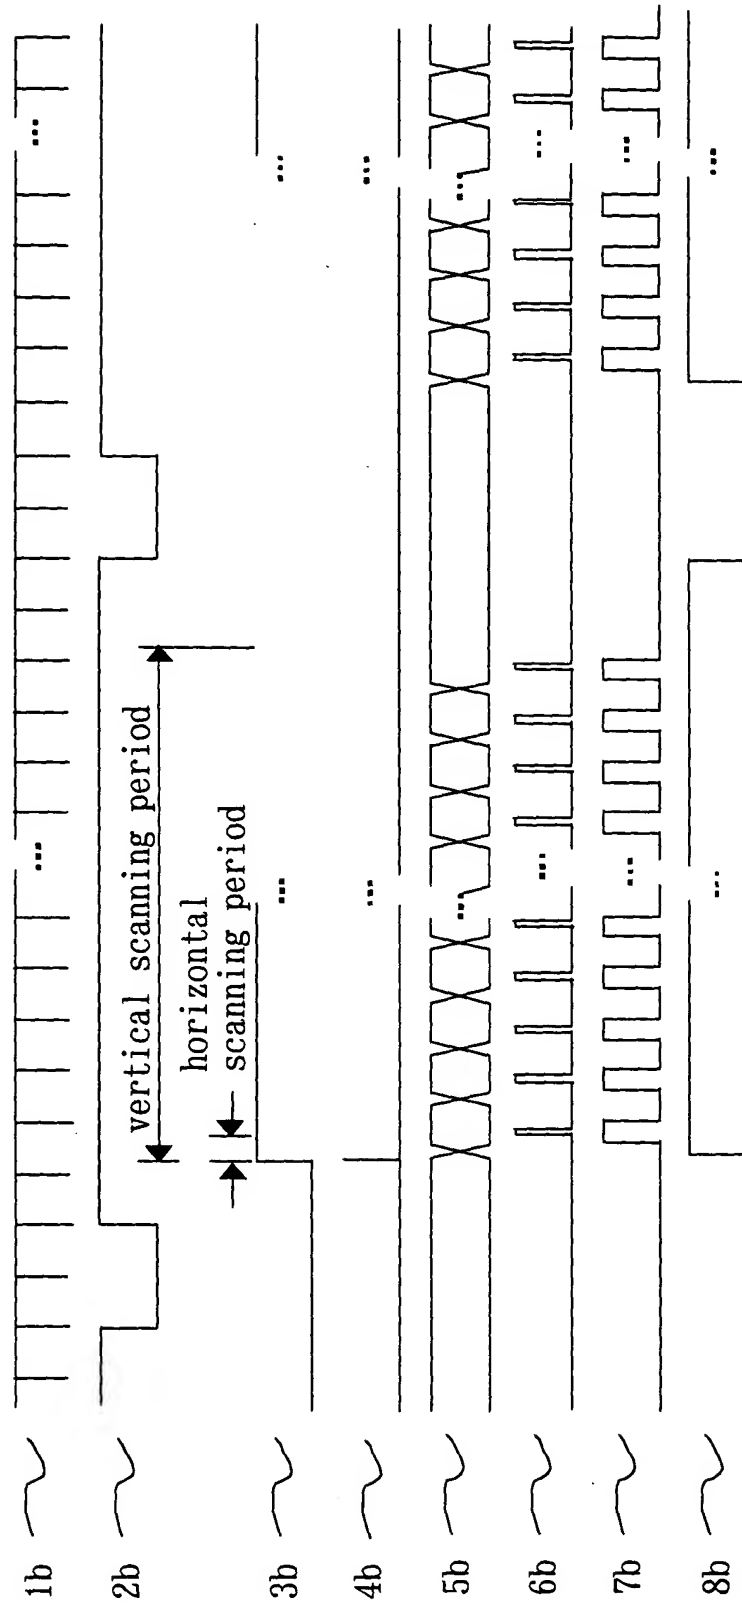 vertical scanning period
horizontal
scanning period
1b
2b
3b
4b
5b
6b
7b
8b